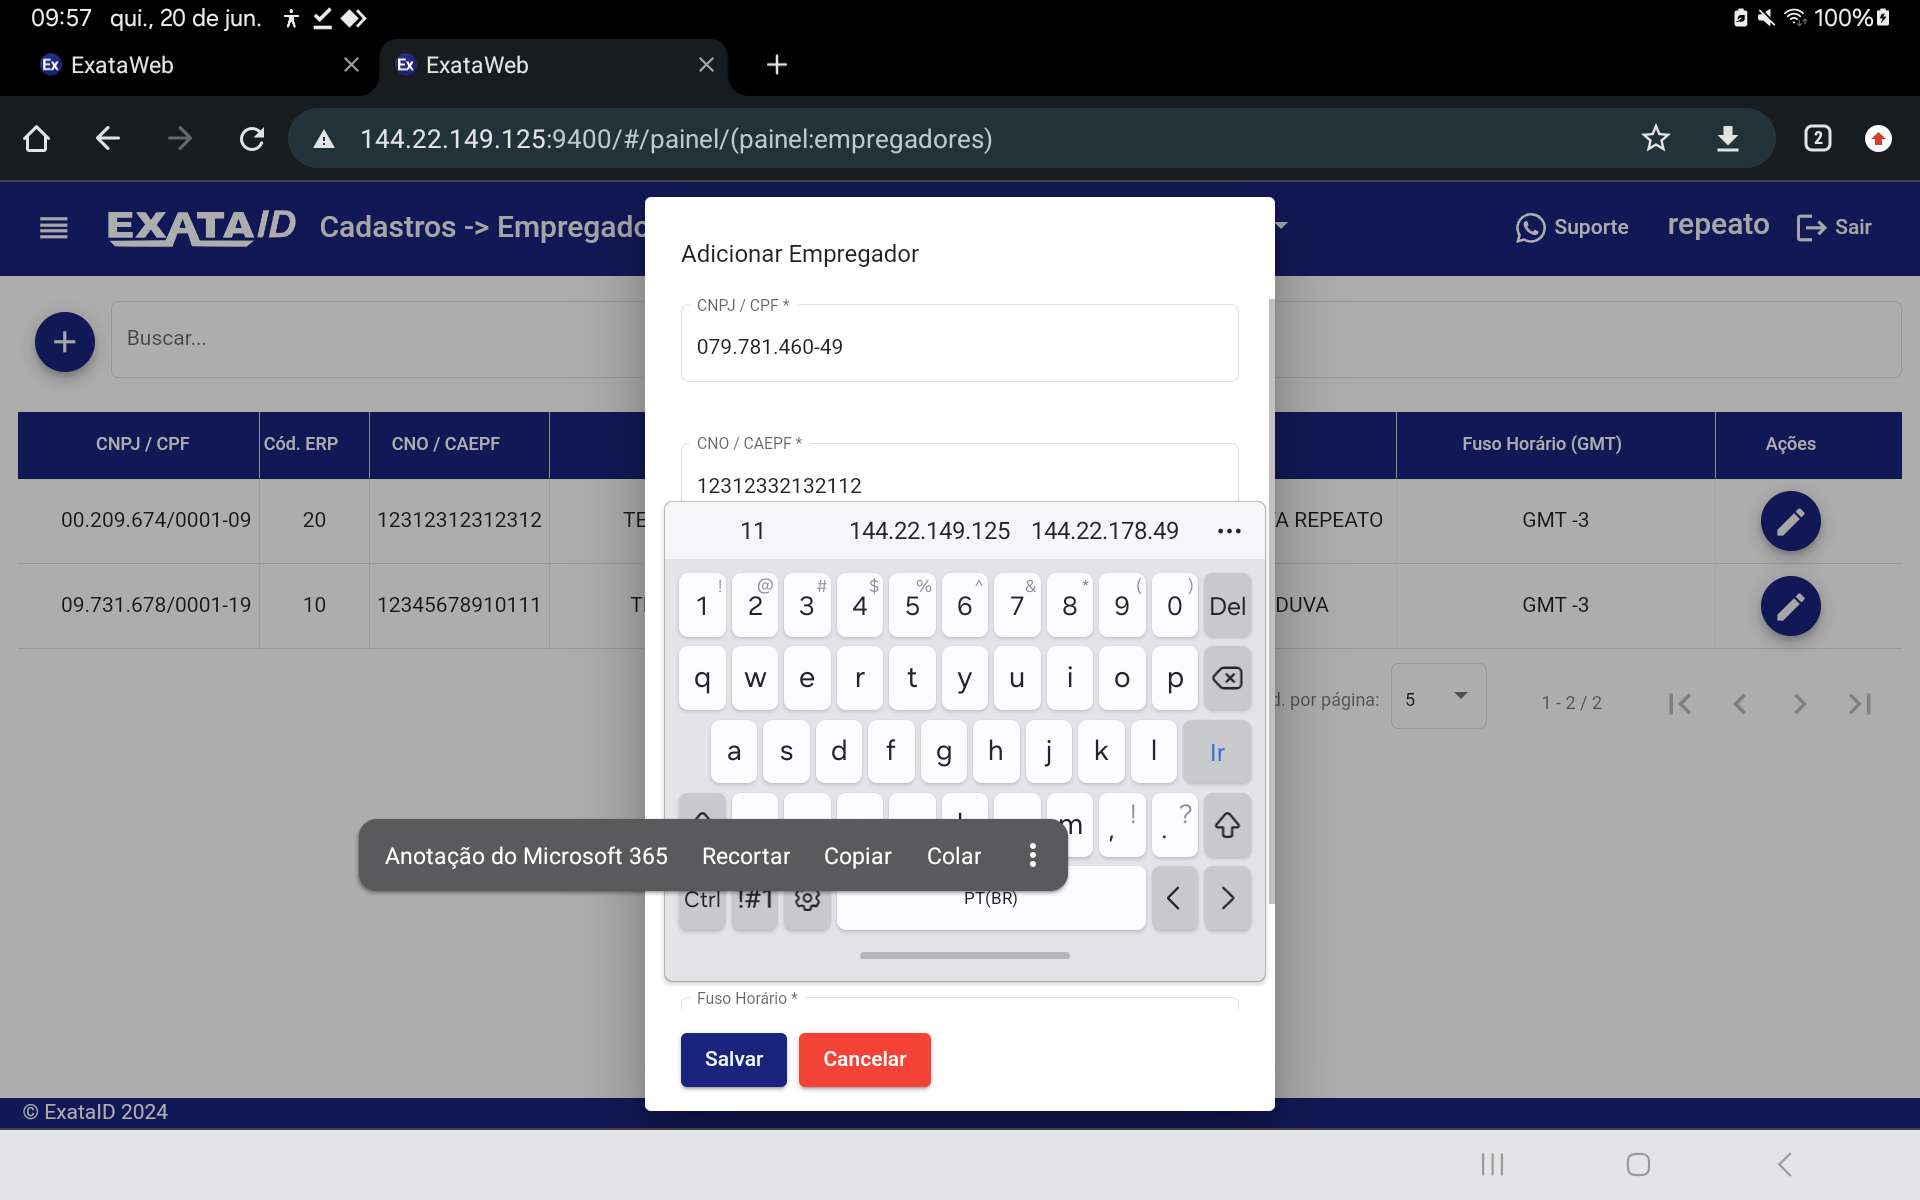 09:57 qui., 20 de jun.
100%
Ex ExataWeb
Ex ExataWeb
144.22.149.125:9400/#/painel/(painel:empregadores)
2
EXATAID Cadastros -> Empregado
Suporte repeato Sair
Buscar...
CNPJ / CPF Cód. ERP CNO / CAEPF Fuso Horário (GMT) Ações
00.209.674/0001-09 20 12312312312312 TE A REPEATO GMT -3
09.731.678/0001-19 10 12345678910111 DUVA GMT -3
d. por página: 5 1 - 2 / 2
Adicionar Empregador
CNPJ / CPF *
079.781.460-49
CNO / CAEPF *
12312332132112
11 144.22.149.125 144.22.178.49 •••
! @ # $ % ^ & * ( )
1 2 3 4 5 6 7 8 9 0 Del
q w e r t y u i o p
a s d f g h j k l Ir
m , ! . ?
Anotação do Microsoft 365 Recortar Copiar Colar
Ctrl !#1 PT(BR)
Fuso Horário *
Salvar Cancelar
© ExataID 2024